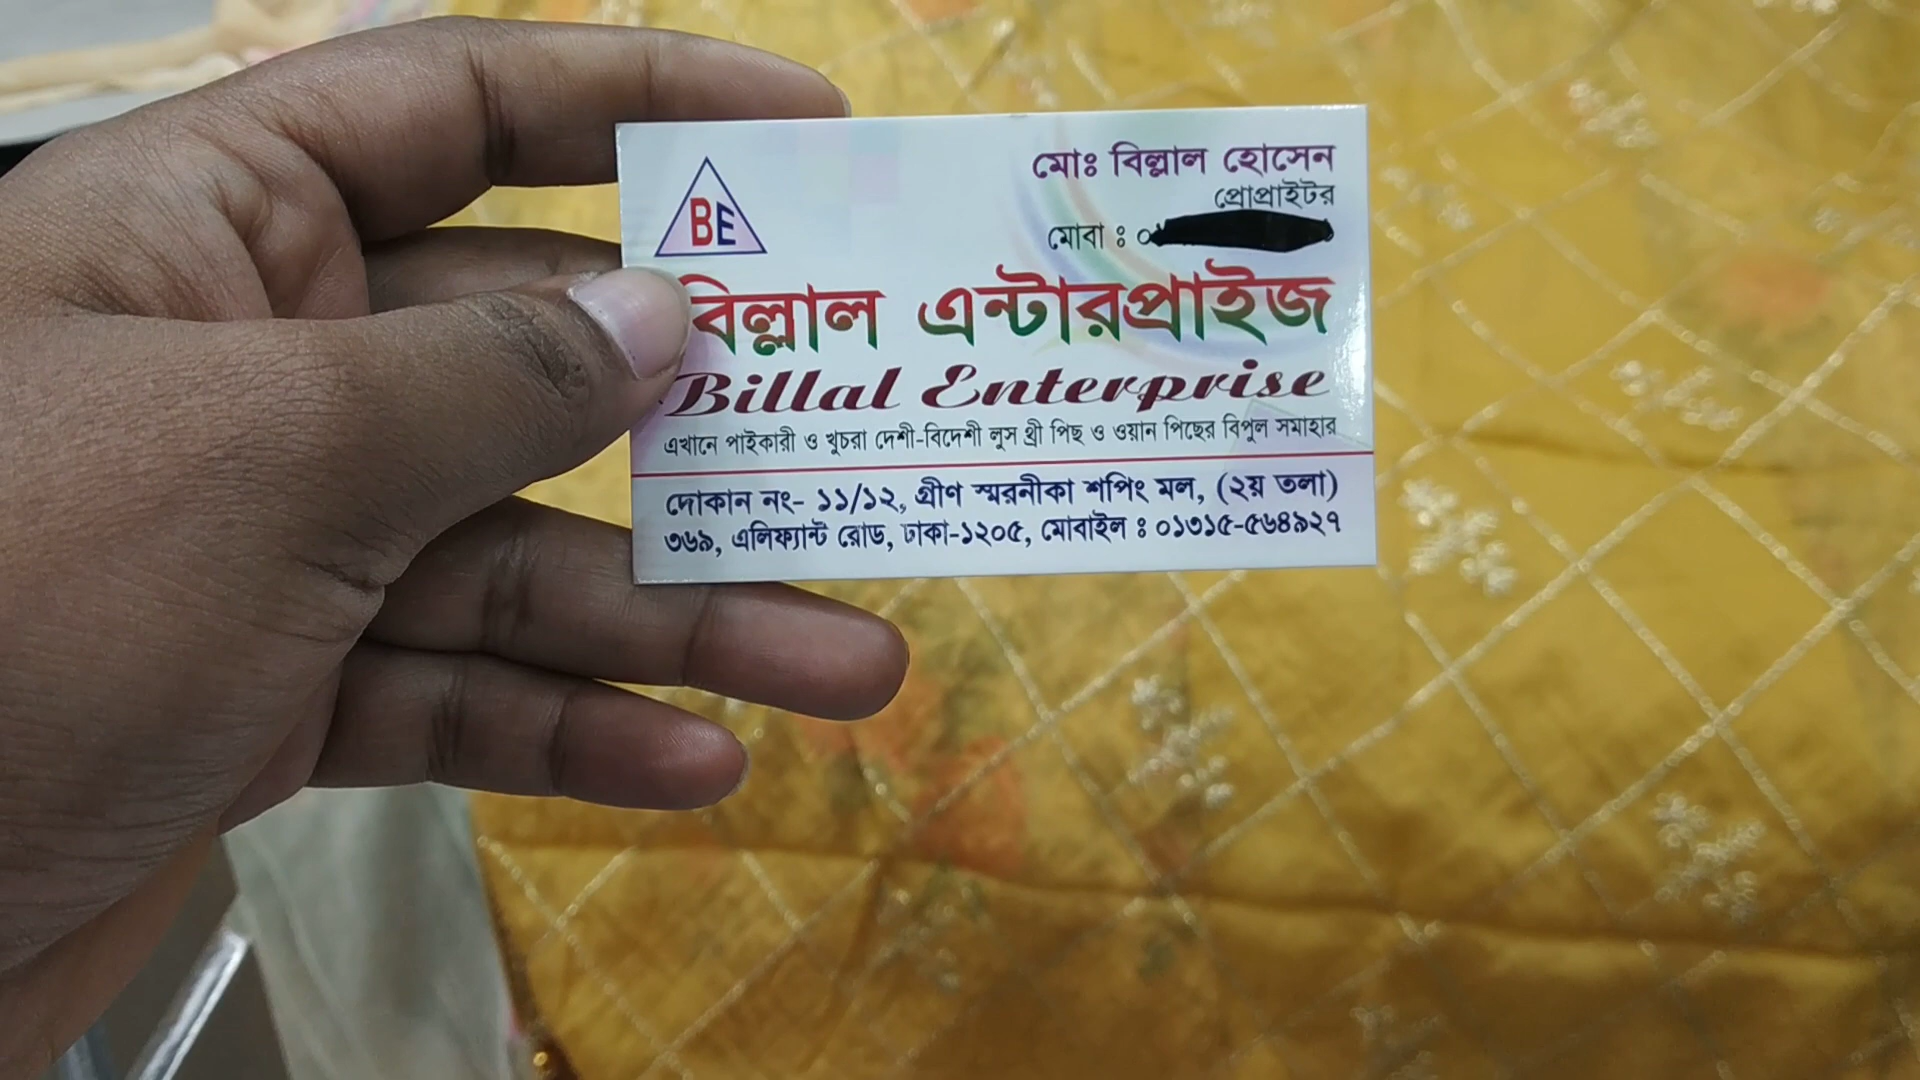 BE
মোঃ বিল্লাল হোসেন
প্রোপ্রাইটর
মোবা ঃ ০
বিল্লাল এন্টারপ্রাইজ
Billal Enterprise
এখানে পাইকারী ও খুচরা দেশী-বিদেশী লুস থ্রী পিছ ও ওয়ান পিছের বিপুল সমাহার
দোকান নং- ১১/১২, গ্রীণ স্মরনীকা শপিং মল, (২য় তলা)
৩৬৯, এলিফ্যান্ট রোড, ঢাকা-১২০৫, মোবাইল ঃ ০১৩১৫-৫৬৪৯২৭